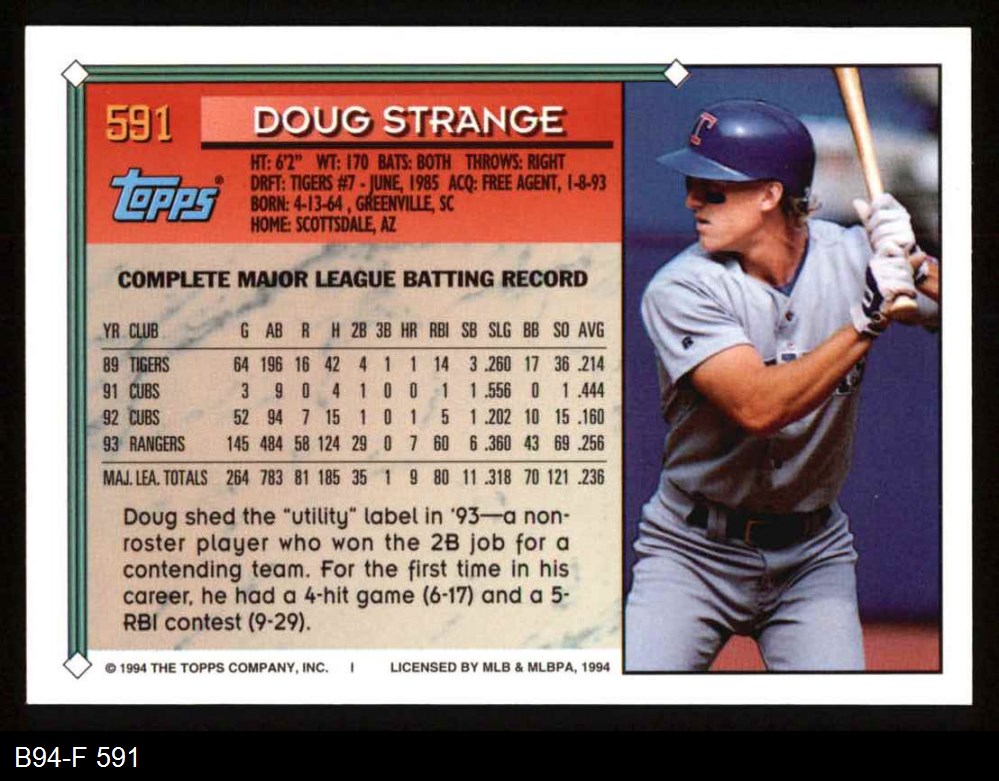 591
DOUG STRANGE
TOPPS®
HT: 6'2" WT: 170 BATS: BOTH THROWS: RIGHT
DRFT: TIGERS #7 - JUNE, 1985 ACQ: FREE AGENT, 1-8-93
BORN: 4-13-64 , GREENVILLE, SC
HOME: SCOTTSDALE, AZ
COMPLETE MAJOR LEAGUE BATTING RECORD
YR CLUB G AB R H 2B 3B HR RBI SB SLG BB SO AVG
89 TIGERS 64 196 16 42 4 1 1 14 3 .260 17 36 .214
91 CUBS 3 9 0 4 1 0 0 1 1 .556 0 1 .444
92 CUBS 52 94 7 15 1 0 1 5 1 .202 10 15 .160
93 RANGERS 145 484 58 124 29 0 7 60 6 .360 43 69 .256
MAJ. LEA. TOTALS 264 783 81 185 35 1 9 80 11 .318 70 121 .236
Doug shed the "utility" label in '93—a non-
roster player who won the 2B job for a
contending team. For the first time in his
career, he had a 4-hit game (6-17) and a 5-
RBI contest (9-29).
© 1994 THE TOPPS COMPANY, INC. I LICENSED BY MLB & MLBPA, 1994
T
B94-F 591